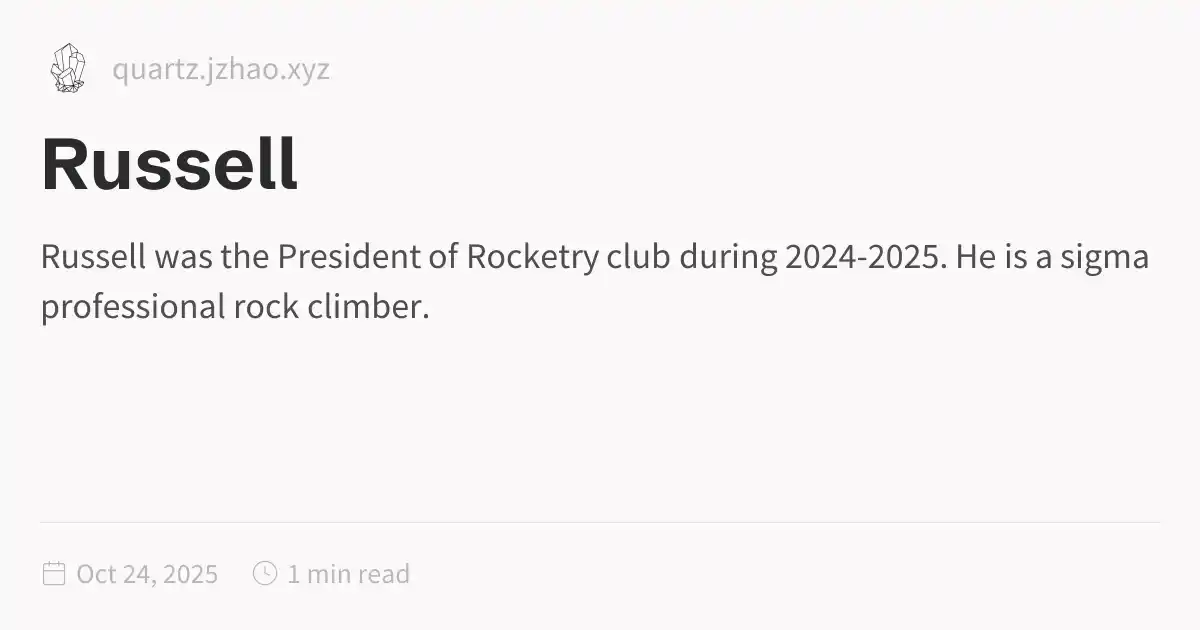 quartz.jzhao.xyz
Russell
Russell was the President of Rocketry club during 2024-2025. He is a sigma
professional rock climber.
Oct 24, 2025 1 min read